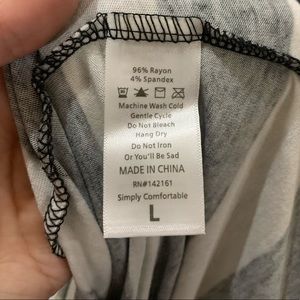 96% Rayon
4% Spandex
Machine Wash Cold
Gentle Cycle
Do Not Bleach
Hang Dry
Do Not Iron
Or You'll Be Sad
MADE IN CHINA
RN#142161
Simply Comfortable
L